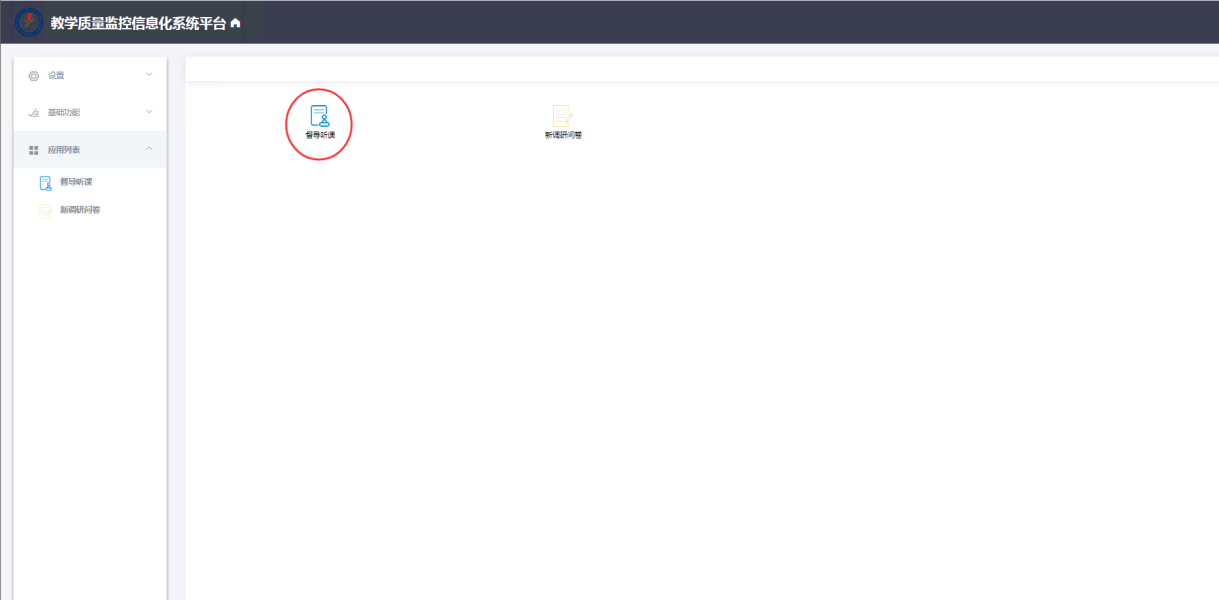 教学质量监控信息化系统平台
设置
基础功能
应用列表
督导听课
新调研问卷
督导听课
新调研问卷